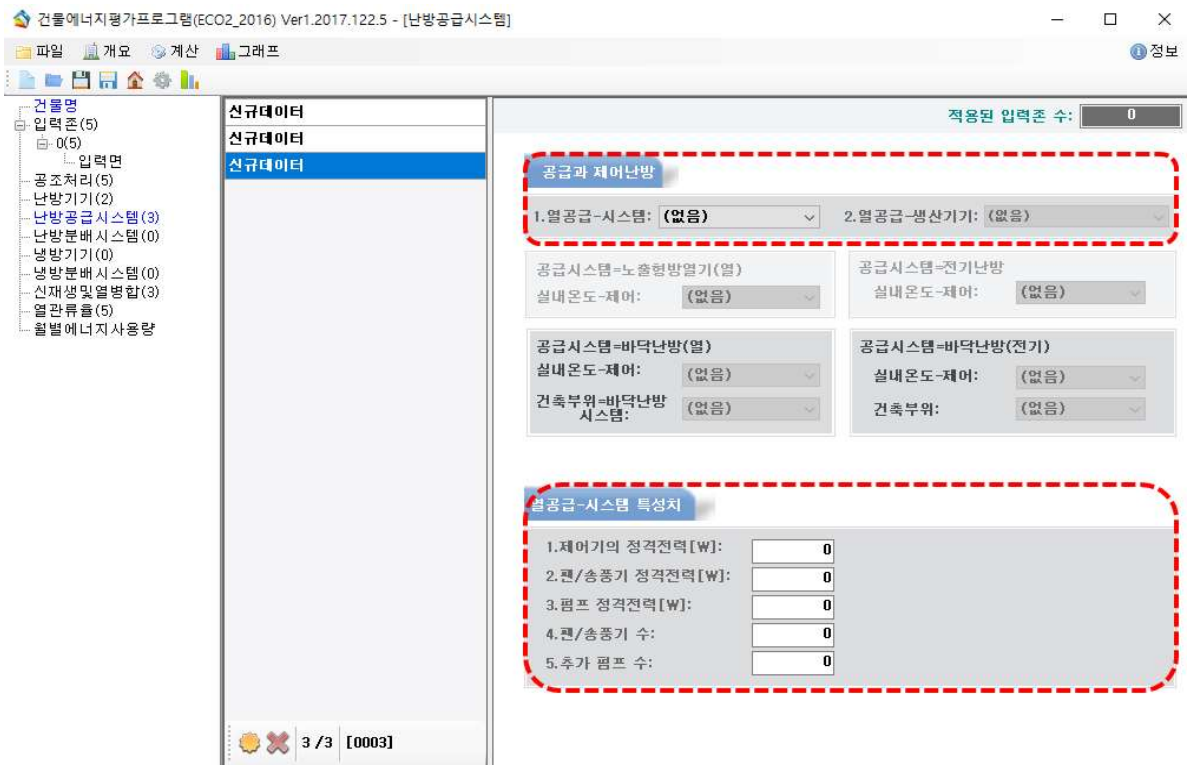 건물에너지평가프로그램(ECO2_2016) Ver1.2017.122.5 - [난방공급시스템]
파일 개요 계산 그래프 정보
건물명
입력존(5)
0(5)
입력면
공조처리(5)
난방기기(2)
난방공급시스템(3)
난방분배시스템(0)
냉방기기(0)
냉방분배시스템(0)
신재생및열병합(3)
열관류율(5)
월별에너지사용량
신규데이터
신규데이터
신규데이터
3 /3 [0003]
적용된 입력존 수: 0
공급과 제어난방
1.열공급-시스템: (없음) 2.열공급-생산기기: (없음)
공급시스템=노출형방열기(열)
실내온도-제어: (없음)
공급시스템=전기난방
실내온도-제어: (없음)
공급시스템=바닥난방(열)
실내온도-제어: (없음)
건축부위=바닥난방
시스템: (없음)
공급시스템=바닥난방(전기)
실내온도-제어: (없음)
건축부위: (없음)
열공급-시스템 특성치
1.제어기의 정격전력[₩]: 0
2.팬/송풍기 정격전력[₩]: 0
3.펌프 정격전력[₩]: 0
4.팬/송풍기 수: 0
5.추가 펌프 수: 0